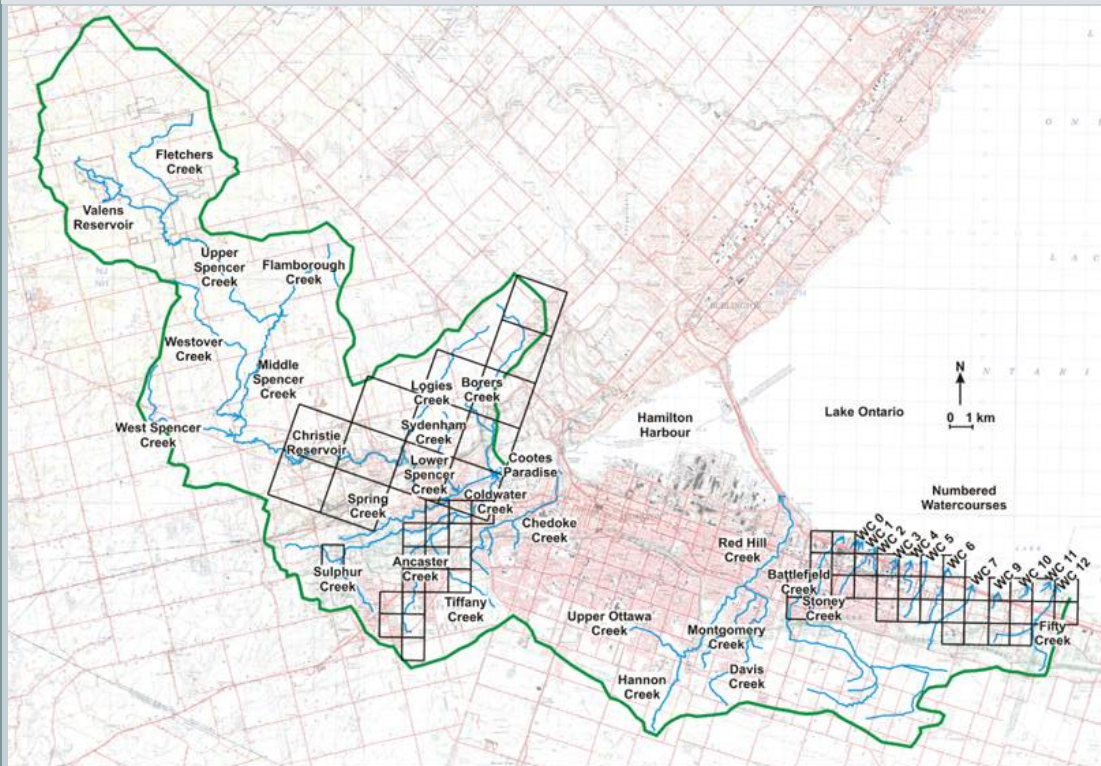 Fletchers
Creek
Valens
Reservoir
Upper
Spencer
Creek
Flamborough
Creek
Westover
Creek
Middle
Spencer
Creek
West Spencer
Creek
Christie
Reservoir
Logies
Creek
Borers
Creek
Sydenham
Creek
Lower
Spencer
Creek
Spring
Creek
Cootes
Paradise
Coldwater
Creek
Chedoke
Creek
Ancaster
Creek
Sulphur
Creek
Tiffany
Creek
Hamilton
Harbour
Lake Ontario
N
0 1 km
Numbered
Watercourses
WC 0
WC 1
WC 2
WC 3
WC 4
WC 5
WC 6
WC 7
WC 9
WC 10
WC 11
WC 12
Red Hill
Creek
Battlefield
Creek
Stoney
Creek
Upper Ottawa
Creek
Montgomery
Creek
Davis
Creek
Hannon
Creek
Fifty
Creek
BURLINGTON